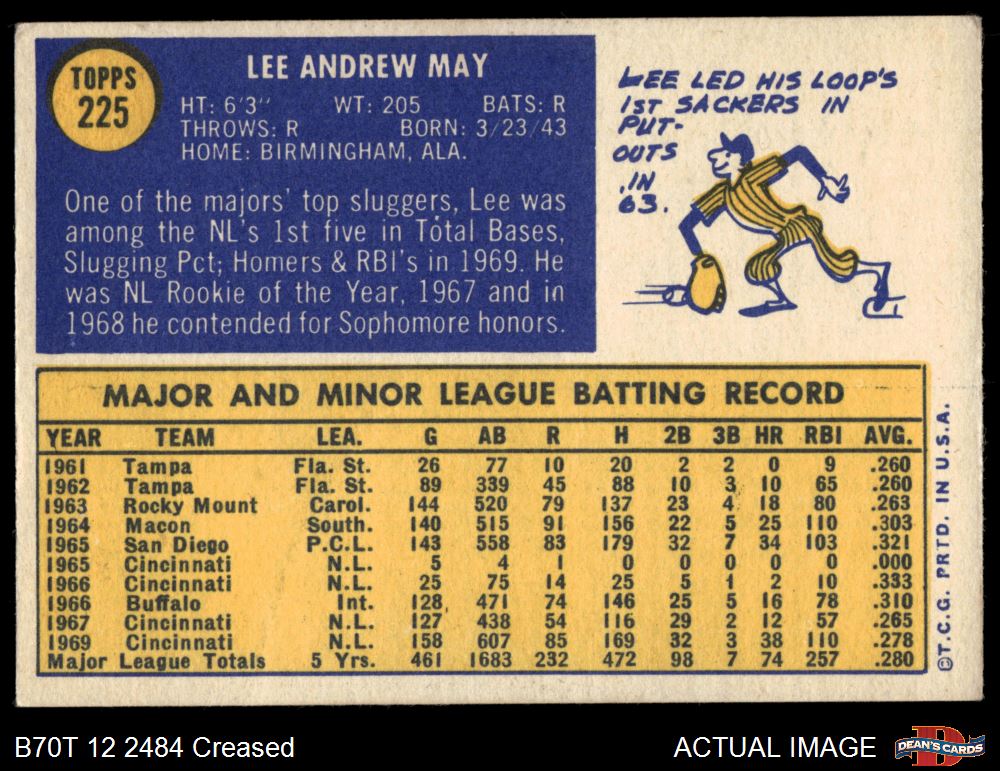 TOPPS
225
LEE ANDREW MAY
HT: 6'3" WT: 205 BATS: R
THROWS: R BORN: 3/23/43
HOME: BIRMINGHAM, ALA.
One of the majors' top sluggers, Lee was
among the NL's 1st five in Total Bases,
Slugging Pct; Homers & RBI's in 1969. He
was NL Rookie of the Year, 1967 and in
1968 he contended for Sophomore honors.
LEE LED HIS LOOP'S
1ST SACKERS IN
PUT-
OUTS
IN
63.
MAJOR AND MINOR LEAGUE BATTING RECORD
YEAR TEAM LEA. G AB R H 2B 3B HR RBI AVG.
1961 Tampa Fla. St. 26 77 10 20 2 2 0 9 .260
1962 Tampa Fla. St. 89 339 45 88 10 3 10 65 .260
1963 Rocky Mount Carol. 144 520 79 137 23 4 18 80 .263
1964 Macon South. 140 515 91 156 22 5 25 110 .303
1965 San Diego P.C.L. 143 558 83 179 32 7 34 103 .321
1965 Cincinnati N.L. 5 4 1 0 0 0 0 0 .000
1966 Cincinnati N.L. 25 75 14 25 5 1 2 10 .333
1966 Buffalo Int. 128 471 74 146 25 5 16 78 .310
1967 Cincinnati N.L. 127 438 54 116 29 2 12 57 .265
1969 Cincinnati N.L. 158 607 85 169 32 3 38 110 .278
Major League Totals 5 Yrs. 461 1683 232 472 98 7 74 257 .280
©T.C.G. PRTD. IN U.S.A.
B70T 12 2484 Creased
ACTUAL IMAGE
D
DEAN'S CARDS